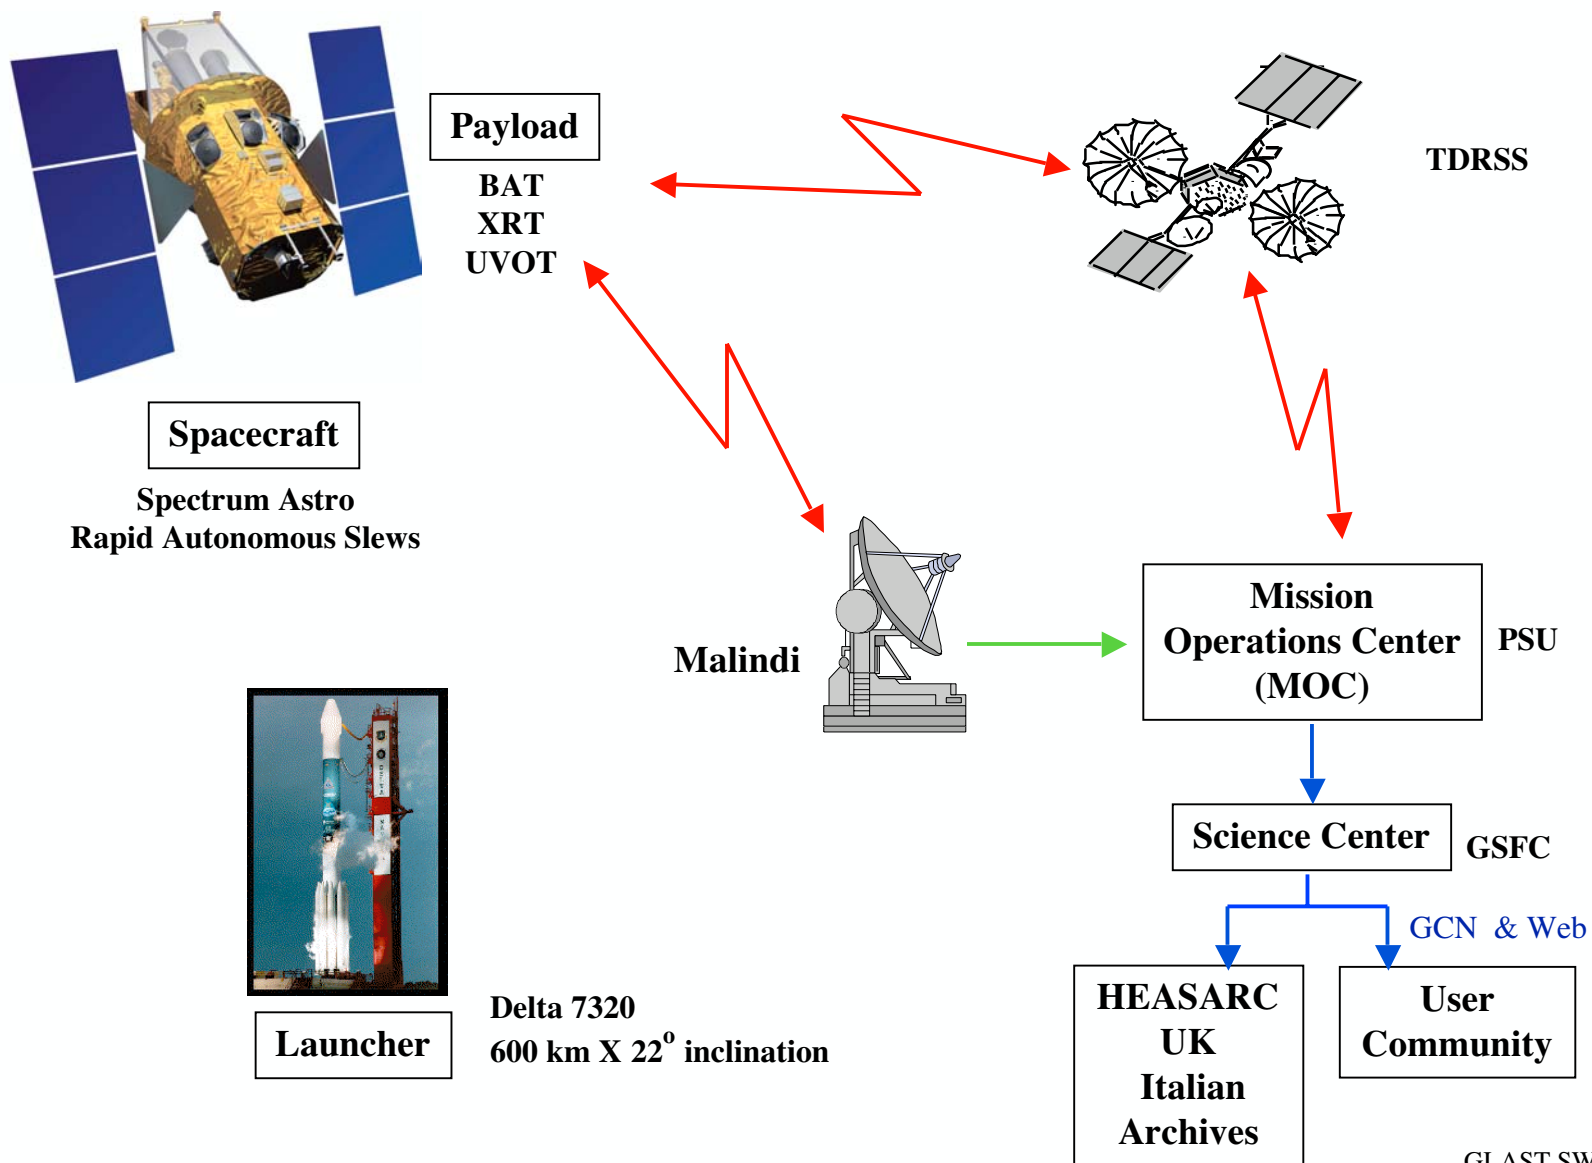 Payload
BAT
XRT
UVOT
TDRSS
Spacecraft
Spectrum Astro
Rapid Autonomous Slews
Malindi
Mission
Operations Center
(MOC)
PSU
Science Center
GSFC
GCN & Web
HEASARC
UK
Italian
Archives
User
Community
Launcher
Delta 7320
600 km X 22° inclination